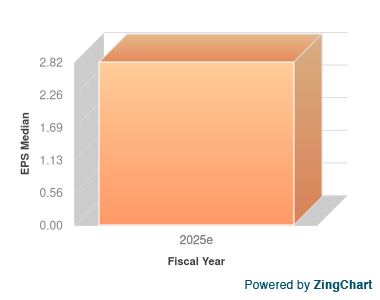 2.82
2.26
1.69
1.13
0.56
0.00
EPS Median
2025e
Fiscal Year
Powered by ZingChart